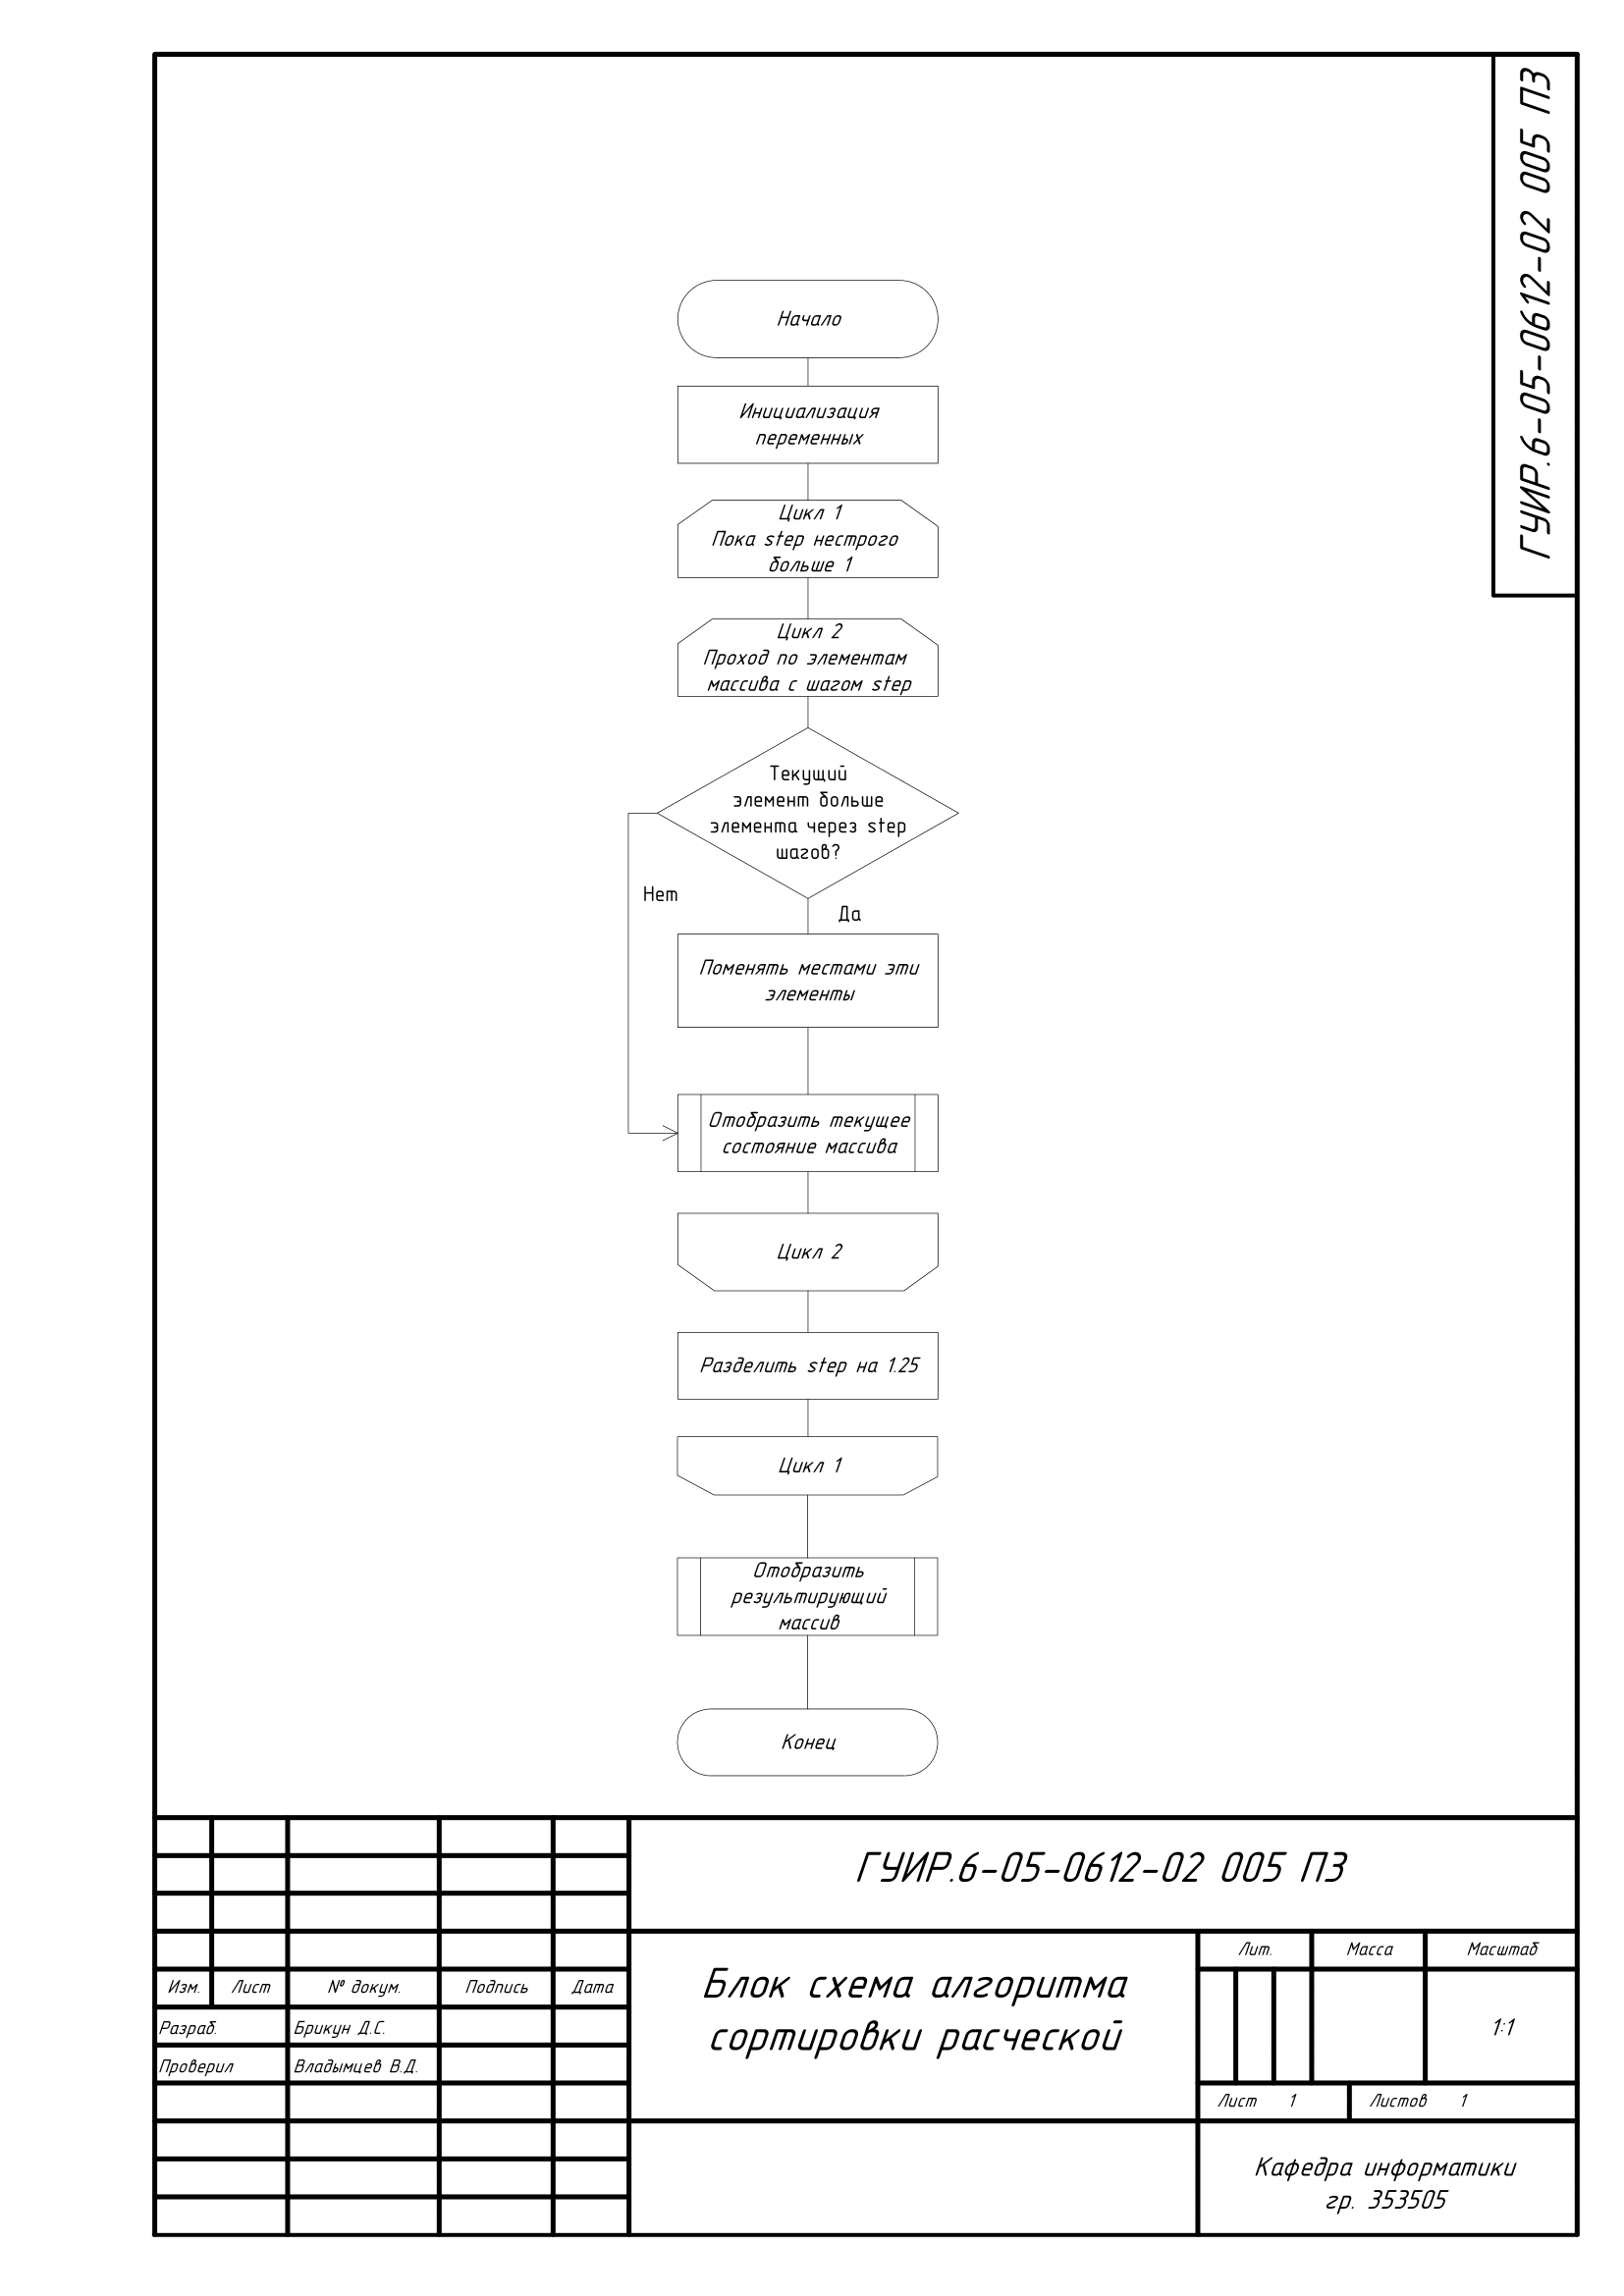 ГУИР.6-05-0612-02 005 ПЗ
Начало
Инициализация
переменных
Цикл 1
Пока step нестрого
больше 1
Цикл 2
Проход по элементам
массива с шагом step
Текущий
элемент больше
элемента через step
шагов?
Нет
Да
Поменять местами эти
элементы
Отобразить текущее
состояние массива
Цикл 2
Разделить step на 1.25
Цикл 1
Отобразить
результирующий
массив
Конец
ГУИР.6-05-0612-02 005 ПЗ
Изм. Лист № докум. Подпись Дата
Разраб. Брикун Д.С.
Проверил Владымцев В.Д.
Блок схема алгоритма
сортировки расческой
Лит. Масса Масштаб
1:1
Лист 1 Листов 1
Кафедра информатики
гр. 353505